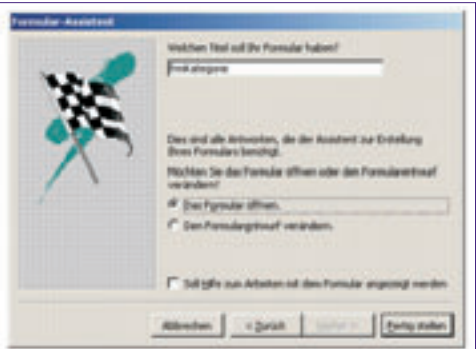 Formular-Assistent
Welchen Titel soll Ihr Formular haben?
Dies sind alle Antworten, die der Assistent zur Erstellung
Ihres Formulars benötigt.
Möchten Sie das Formular öffnen oder den Formularentwurf
verändern?
Das Formular öffnen.
Den Formularentwurf verändern.
Soll Hilfe zum Arbeiten mit dem Formular angezeigt werden
Abbrechen
< Zurück
Weiter >
Fertig stellen